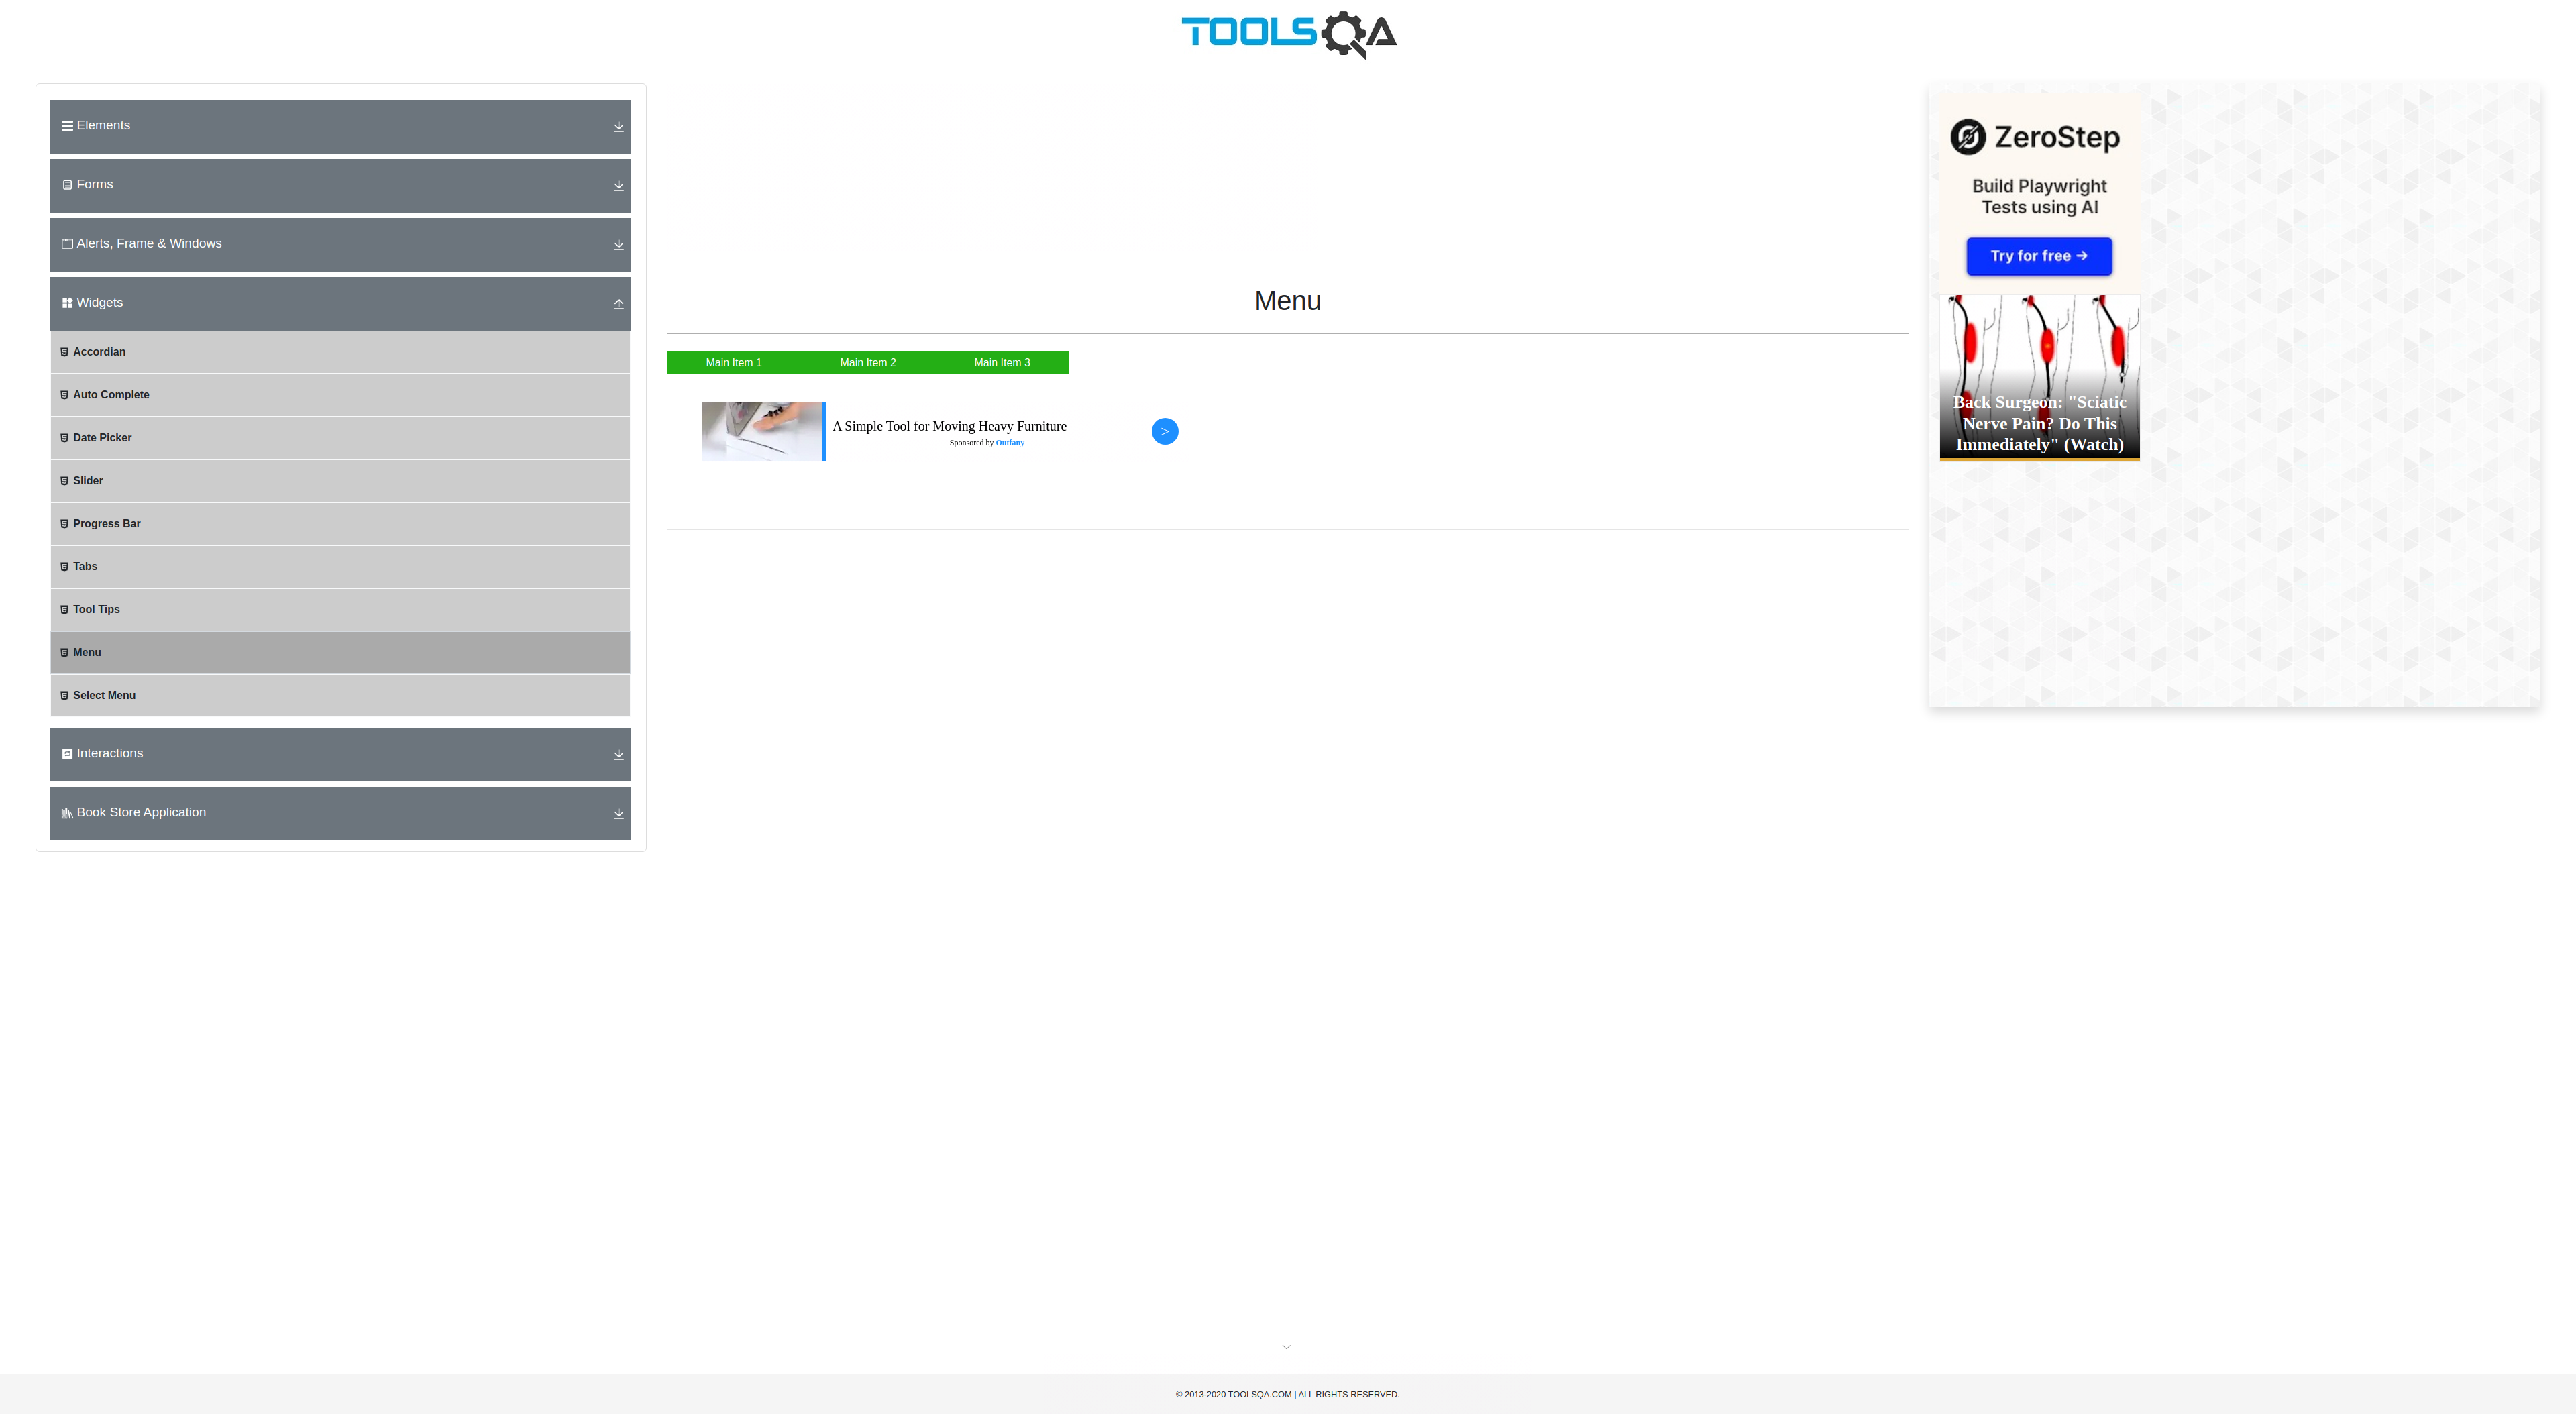 TOOLSQA
Elements
Forms
Alerts, Frame & Windows
Widgets
Accordian
Auto Complete
Date Picker
Slider
Progress Bar
Tabs
Tool Tips
Menu
Select Menu
Interactions
Book Store Application
Menu
Main Item 1
Main Item 2
Main Item 3
A Simple Tool for Moving Heavy Furniture
Sponsored by Outfany
>
ZeroStep
Build Playwright
Tests using AI
Try for free →
Back Surgeon: "Sciatic
Nerve Pain? Do This
Immediately" (Watch)
© 2013-2020 TOOLSQA.COM | ALL RIGHTS RESERVED.